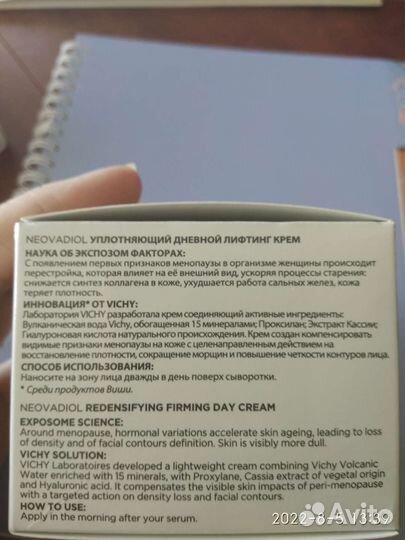 NEOVADIOL УПЛОТНЯЮЩИЙ ДНЕВНОЙ ЛИФТИНГ КРЕМ
НАУКА ОБ ЭКСПОЗОМ ФАКТОРАХ:
С появлением первых признаков менопаузы в организме женщины происходит
перестройка, которая влияет на её внешний вид, ускоряя процессы старения:
снижается синтез коллагена в коже, ухудшается работа сальных желез, кожа
теряет плотность.
ИННОВАЦИЯ* ОТ VICHY:
Лаборатория VICHY разработала крем соединяющий активные ингредиенты:
Вулканическая вода Vichy, обогащенная 15 минералами; Проксилан; Экстракт Кассии;
Гиалуроновая кислота натурального происхождения. Крем создан компенсировать
видимые признаки менопаузы на коже с целенаправленным действием на
восстановление плотности, сокращение морщин и повышение четкости контуров лица.
СПОСОБ ИСПОЛЬЗОВАНИЯ:
Наносите на зону лица дважды в день поверх сыворотки.
* Среди продуктов Виши.
NEOVADIOL REDENSIFYING FIRMING DAY CREAM
EXPOSOME SCIENCE:
Around menopause, hormonal variations accelerate skin ageing, leading to loss
of density and of facial contours definition. Skin is visibly more dull.
VICHY SOLUTION:
VICHY Laboratoires developed a lightweight cream combining Vichy Volcanic
Water enriched with 15 minerals, with Proxylane, Cassia extract of vegetal origin
and Hyaluronic acid. It compensates the visible skin impacts of peri-menopause
with a targeted action on density loss and facial contours.
HOW TO USE:
Apply in the morning after your serum.
2022-8-5 13:39
Avito